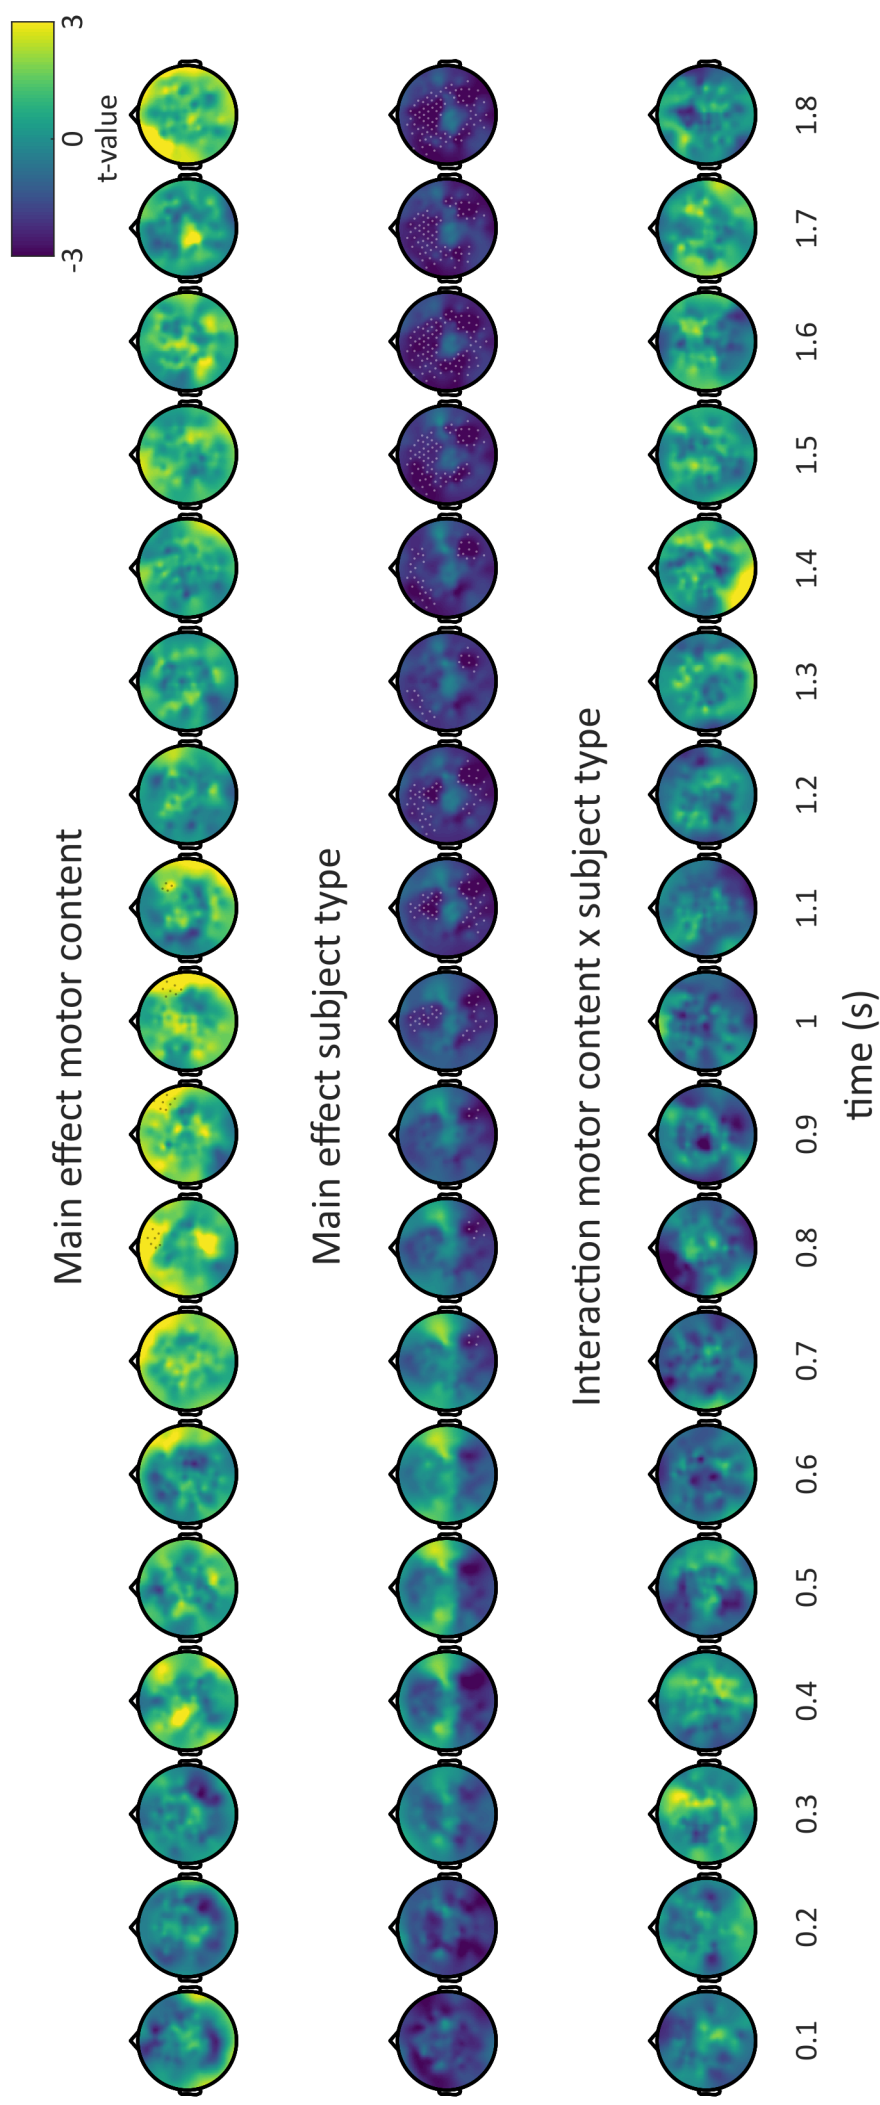 3
0
-3
t-value
Main effect motor content
Main effect subject type
Interaction motor content x subject type
0.1 0.2 0.3 0.4 0.5 0.6 0.7 0.8 0.9 1 1.1 1.2 1.3 1.4 1.5 1.6 1.7 1.8
time (s)